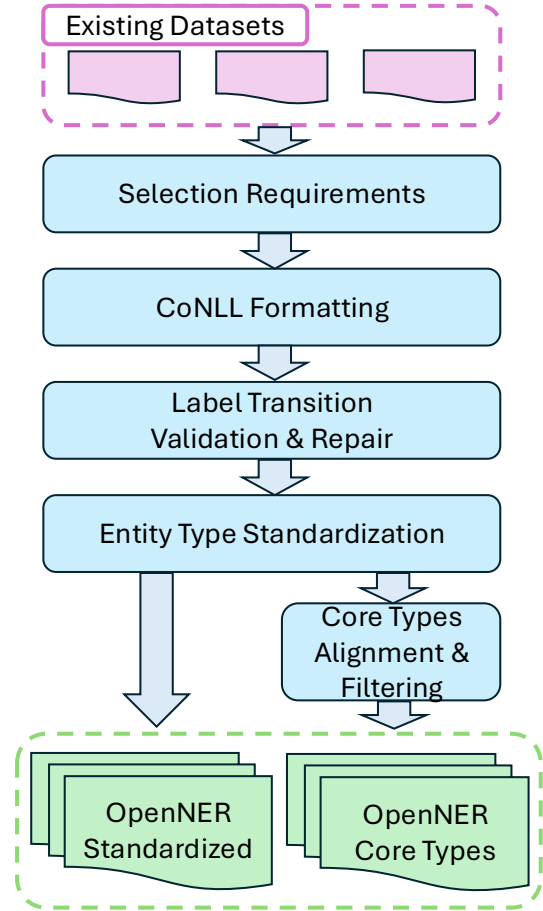 Existing Datasets
Selection Requirements
CoNLL Formatting
Label Transition
Validation & Repair
Entity Type Standardization
Core Types
Alignment &
Filtering
OpenNER
Standardized
OpenNER
Core Types